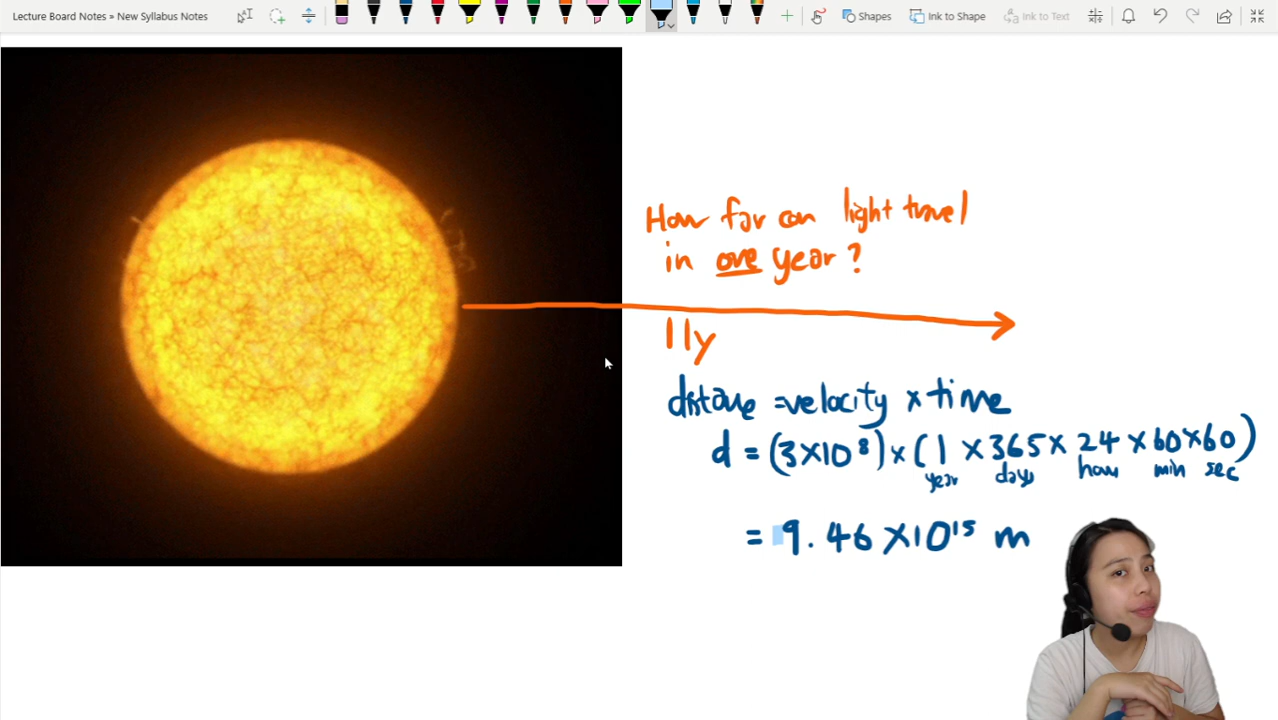 Lecture Board Notes » New Syllabus Notes
Shapes
Ink to Shape
Ink to Text
How far can light travel
in one year?
1 ly
distance = velocity × time
d = (3×10⁸) × (1 × 365 × 24 × 60 × 60)
year days hour min sec
= 9.46 ×10¹⁵ m